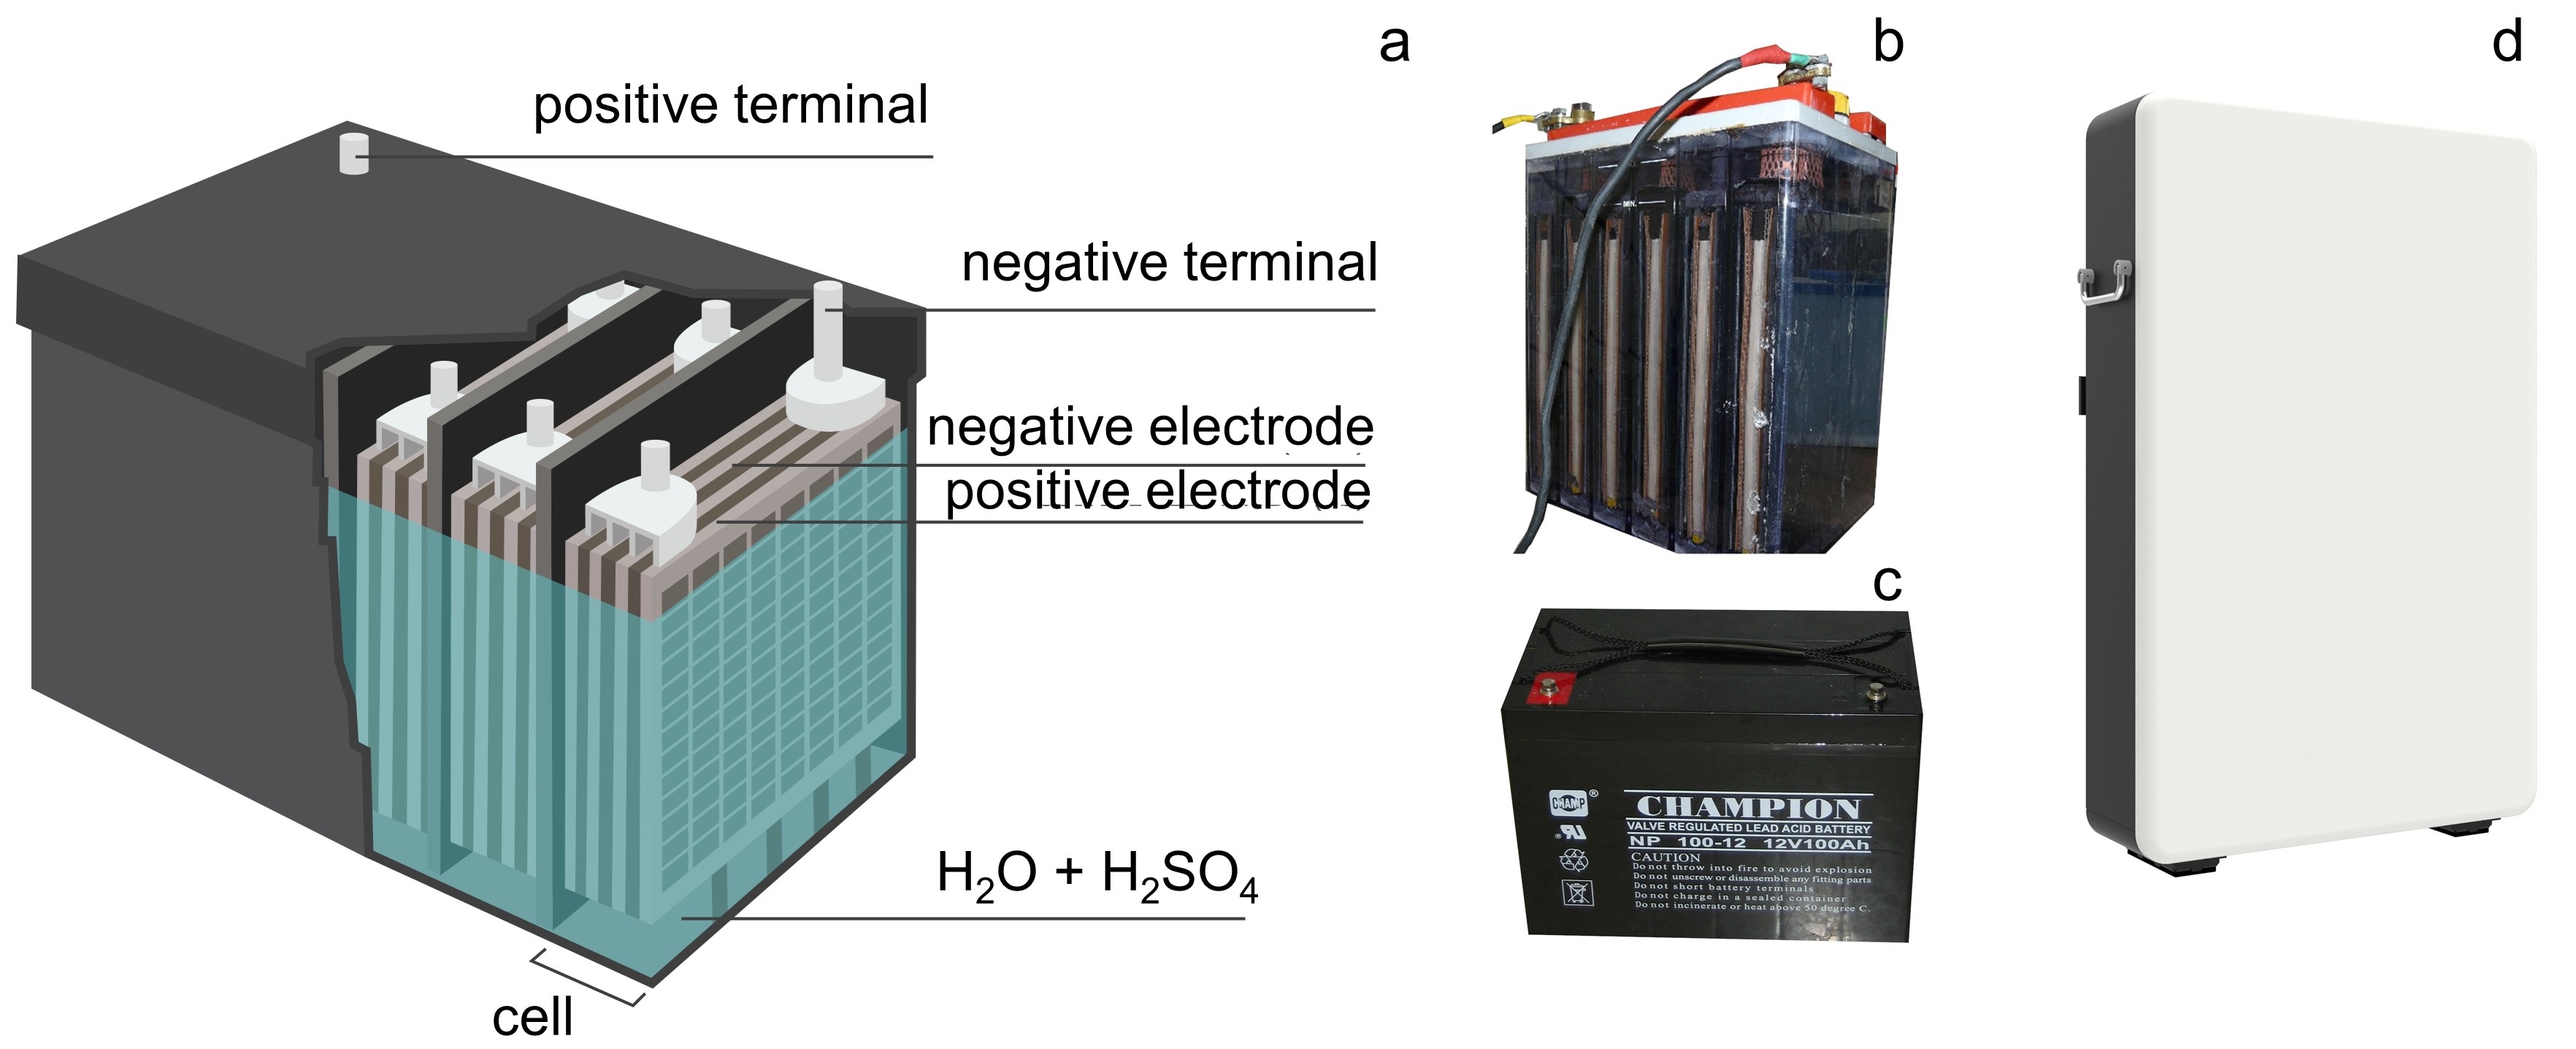 a
positive terminal
negative terminal
negative electrode
positive electrode
H₂O + H₂SO₄
cell
b
MIN.
c
CHAMP ®
CHAMPION
VALVE REGULATED LEAD ACID BATTERY
NP 100-12 12V100Ah
CAUTION
Do not throw into fire to avoid explosion
Do not unscrew or disassemble any fitting parts
Do not short battery terminals
Do not charge in a sealed container
Do not incinerate or heat above 50 degree C.
d